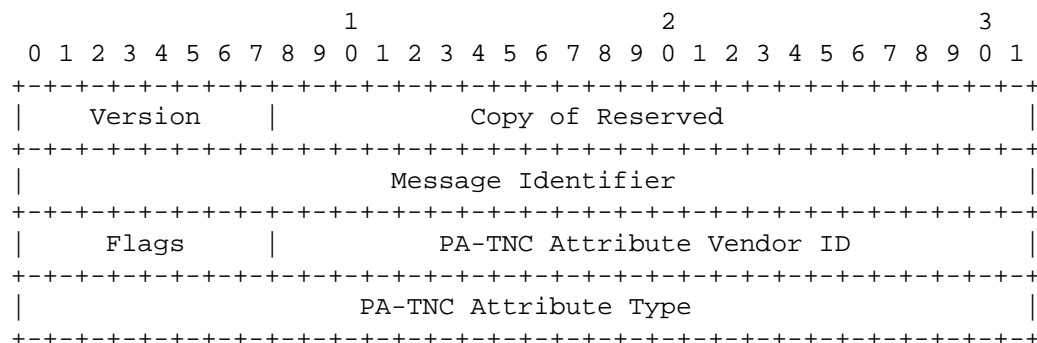 1                   2                   3
 0 1 2 3 4 5 6 7 8 9 0 1 2 3 4 5 6 7 8 9 0 1 2 3 4 5 6 7 8 9 0 1
+-+-+-+-+-+-+-+-+-+-+-+-+-+-+-+-+-+-+-+-+-+-+-+-+-+-+-+-+-+-+-+-+
|    Version    |            Copy of Reserved                   |
+-+-+-+-+-+-+-+-+-+-+-+-+-+-+-+-+-+-+-+-+-+-+-+-+-+-+-+-+-+-+-+-+
|                       Message Identifier                      |
+-+-+-+-+-+-+-+-+-+-+-+-+-+-+-+-+-+-+-+-+-+-+-+-+-+-+-+-+-+-+-+-+
|     Flags     |          PA-TNC Attribute Vendor ID           |
+-+-+-+-+-+-+-+-+-+-+-+-+-+-+-+-+-+-+-+-+-+-+-+-+-+-+-+-+-+-+-+-+
|                     PA-TNC Attribute Type                     |
+-+-+-+-+-+-+-+-+-+-+-+-+-+-+-+-+-+-+-+-+-+-+-+-+-+-+-+-+-+-+-+-+